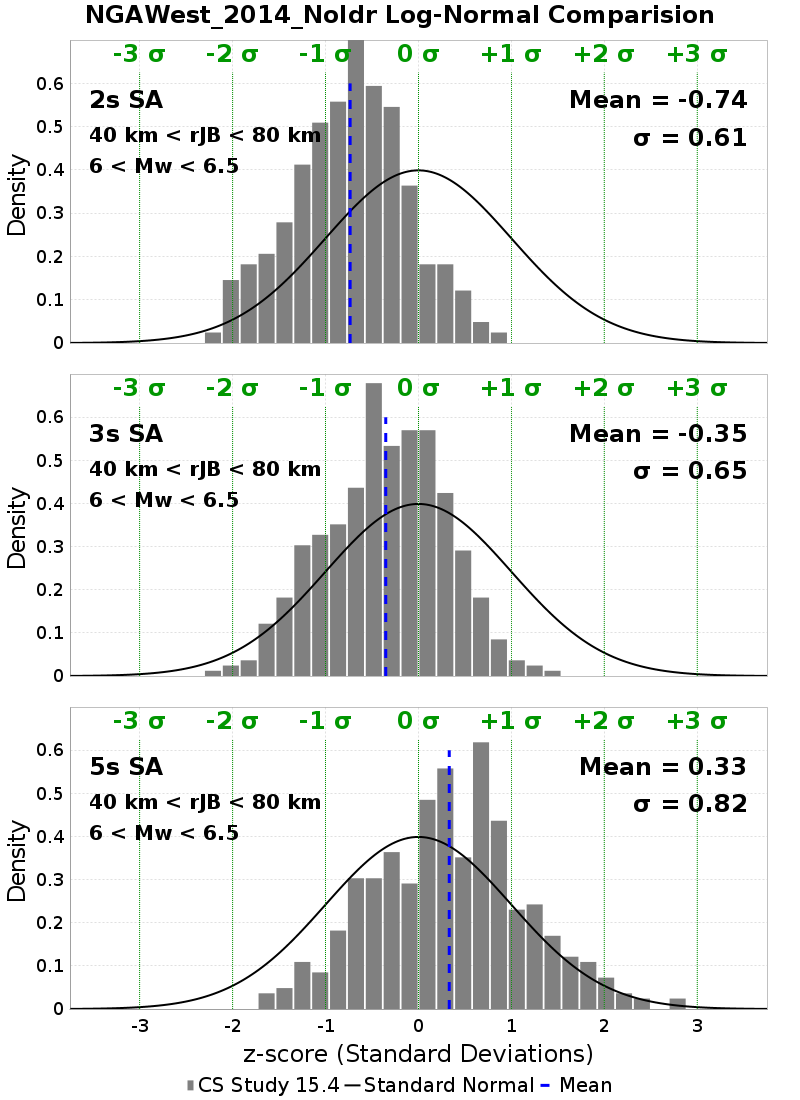 NGAWest_2014_NoIdr Log-Normal Comparision
-3 σ -2 σ -1 σ 0 σ +1 σ +2 σ +3 σ
2s SA
Mean = -0.74
40 km < rJB < 80 km
σ = 0.61
6 < Mw < 6.5
0.6
0.5
0.4
0.3
0.2
0.1
0
Density
-3 σ -2 σ -1 σ 0 σ +1 σ +2 σ +3 σ
3s SA
Mean = -0.35
40 km < rJB < 80 km
σ = 0.65
6 < Mw < 6.5
0.6
0.5
0.4
0.3
0.2
0.1
0
Density
-3 σ -2 σ -1 σ 0 σ +1 σ +2 σ +3 σ
5s SA
Mean = 0.33
40 km < rJB < 80 km
σ = 0.82
6 < Mw < 6.5
0.6
0.5
0.4
0.3
0.2
0.1
0
Density
-3 -2 -1 0 1 2 3
z-score (Standard Deviations)
CS Study 15.4 Standard Normal Mean